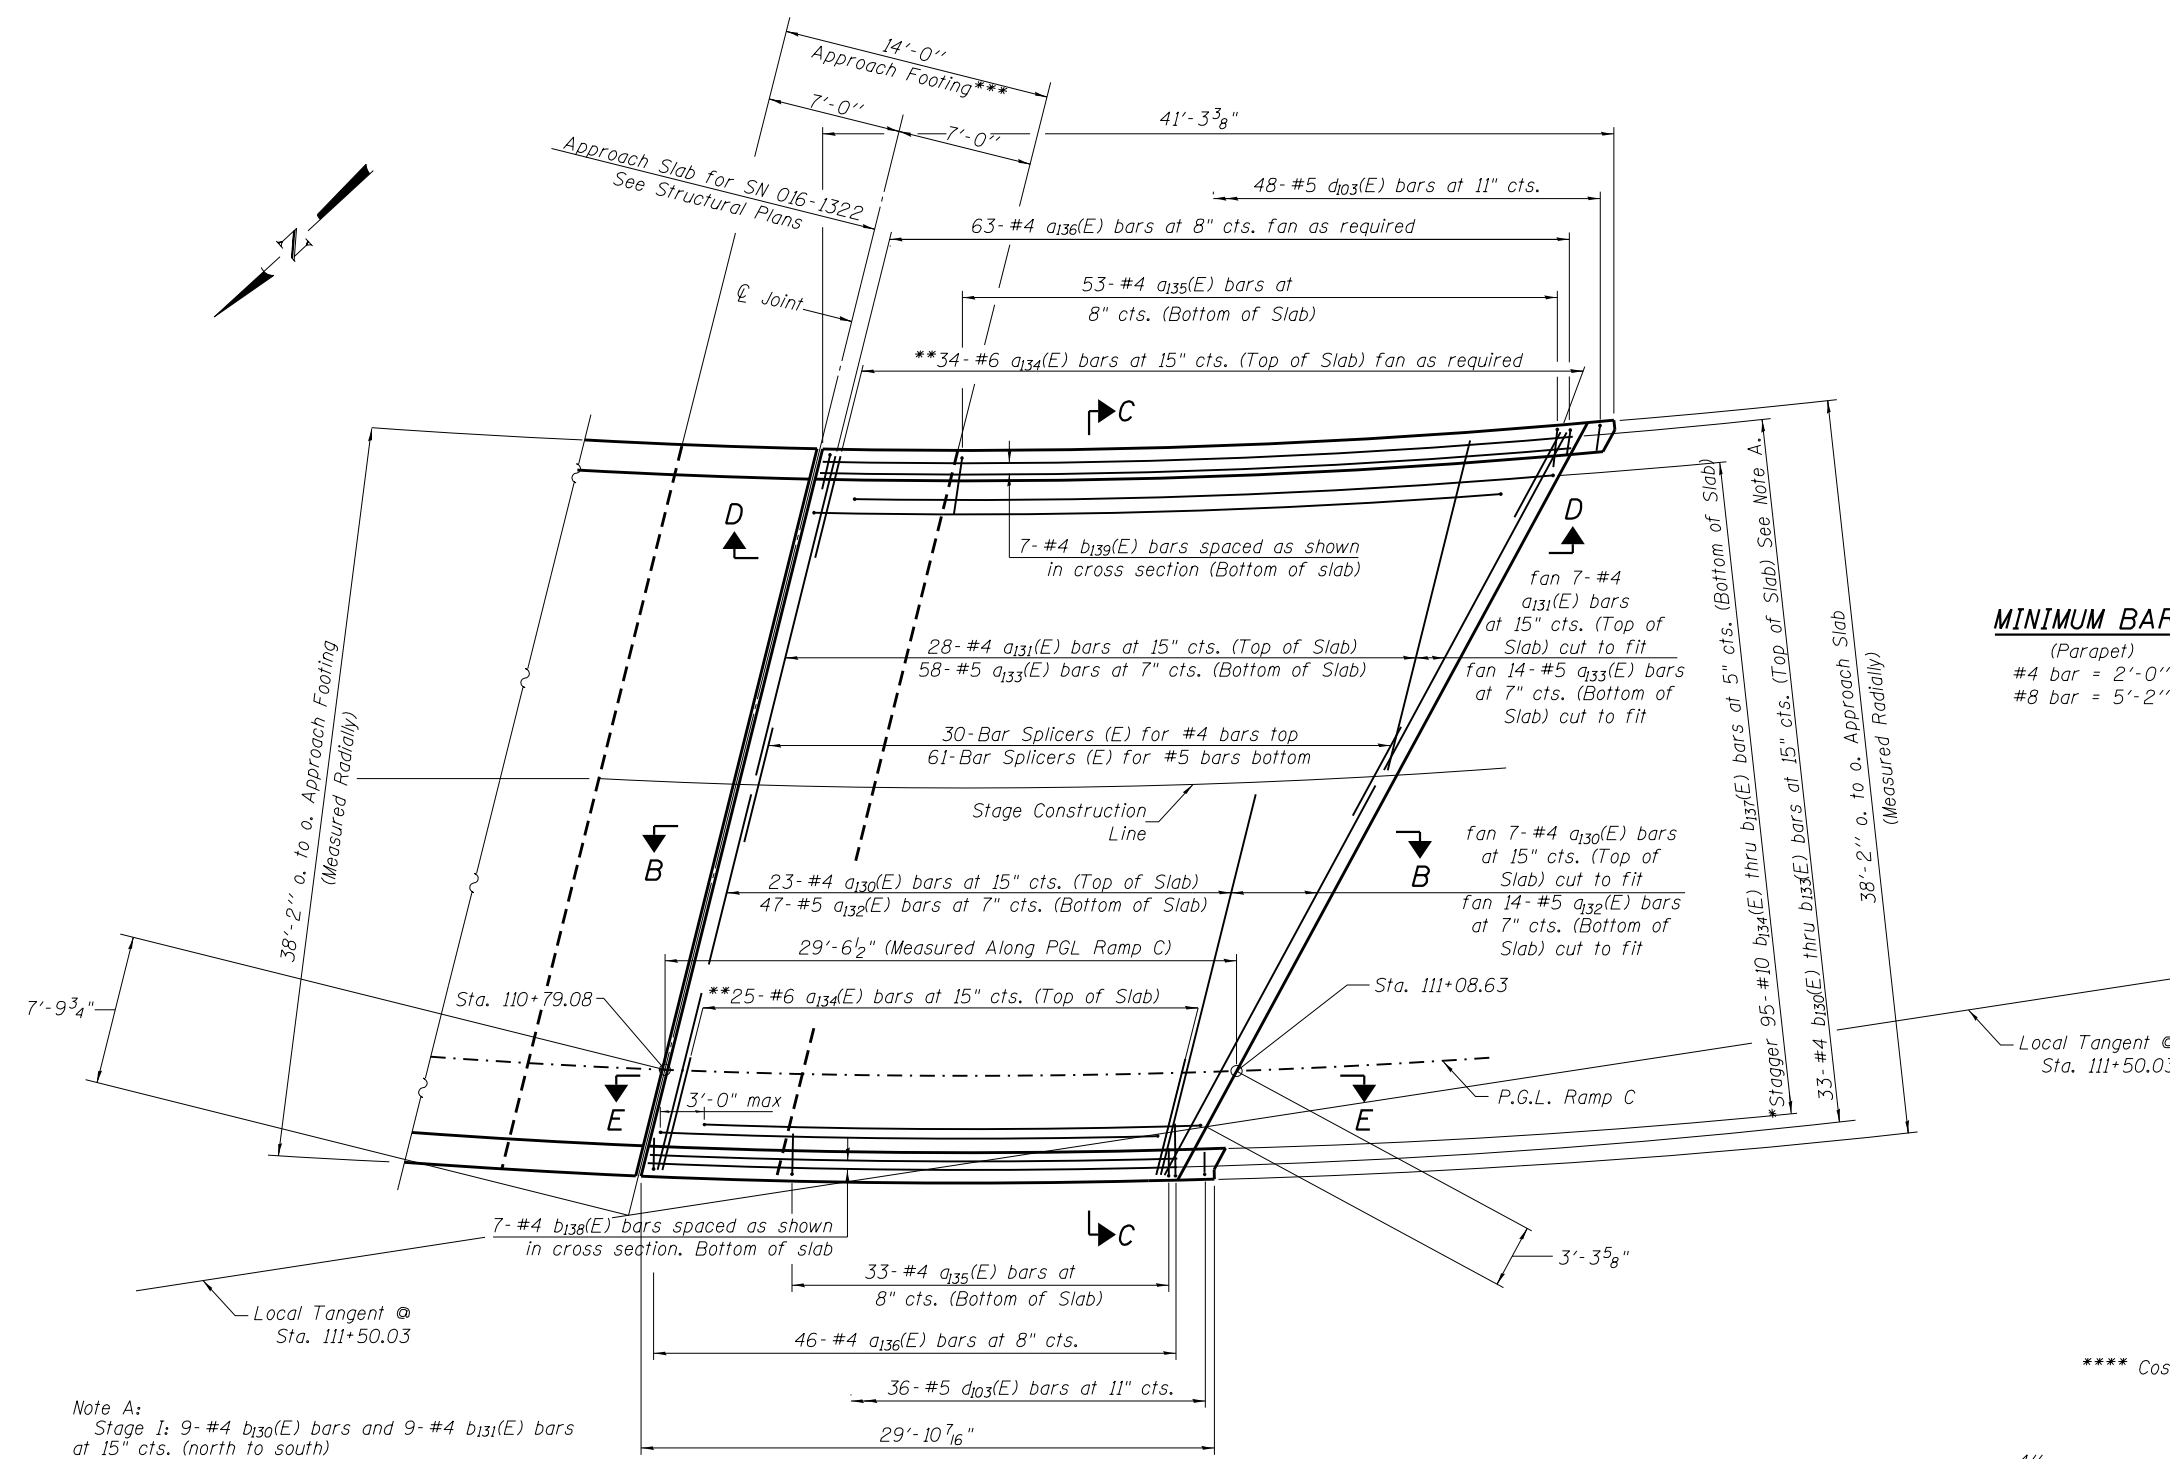 14'-0"
Approach Footing***
7'-0"
7'-0"
41'-3 3/8"
Approach Slab for SN 016-1322
See Structural Plans
48-#5 d103(E) bars at 11" cts.
63-#4 a136(E) bars at 8" cts. fan as required
N
53-#4 a135(E) bars at
8" cts. (Bottom of Slab)
℄ Joint
**34-#6 a134(E) bars at 15" cts. (Top of Slab) fan as required
C
D
D
7-#4 b139(E) bars spaced as shown
in cross section (Bottom of slab)
fan 7-#4
a131(E) bars
at 15" cts. (Top of
Slab) cut to fit
fan 14-#5 a133(E) bars
at 7" cts. (Bottom of
Slab) cut to fit
28-#4 a131(E) bars at 15" cts. (Top of Slab)
58-#5 a133(E) bars at 7" cts. (Bottom of Slab)
MINIMUM BAR
(Parapet)
#4 bar = 2'-0"
#8 bar = 5'-2"
38'-2" o. to o. Approach Footing
(Measured Radially)
30-Bar Splicers (E) for #4 bars top
61-Bar Splicers (E) for #5 bars bottom
Stage Construction
Line
B
B
fan 7-#4 a130(E) bars
at 15" cts. (Top of
Slab) cut to fit
fan 14-#5 a132(E) bars
at 7" cts. (Bottom of
Slab) cut to fit
23-#4 a130(E) bars at 15" cts. (Top of Slab)
47-#5 a132(E) bars at 7" cts. (Bottom of Slab)
*Stagger 95-#10 b134(E) thru b137(E) bars at 5" cts. (Bottom of Slab)
33-#4 b130(E) thru b133(E) bars at 15" cts. (Top of Slab) See Note A.
38'-2" o. to o. Approach Slab
(Measured Radially)
29'-6 1/2" (Measured Along PGL Ramp C)
7'-9 3/4"
Sta. 110+79.08
**25-#6 a134(E) bars at 15" cts. (Top of Slab)
Sta. 111+08.63
Local Tangent @
Sta. 111+50.03
3'-0" max
P.G.L. Ramp C
E
E
7-#4 b138(E) bars spaced as shown
in cross section. Bottom of slab
C
3'-3 5/8"
33-#4 a135(E) bars at
8" cts. (Bottom of Slab)
Local Tangent @
Sta. 111+50.03
46-#4 a136(E) bars at 8" cts.
**** Cos
36-#5 d103(E) bars at 11" cts.
29'-10 7/16"
Note A:
Stage I: 9-#4 b130(E) bars and 9-#4 b131(E) bars
at 15" cts. (north to south)